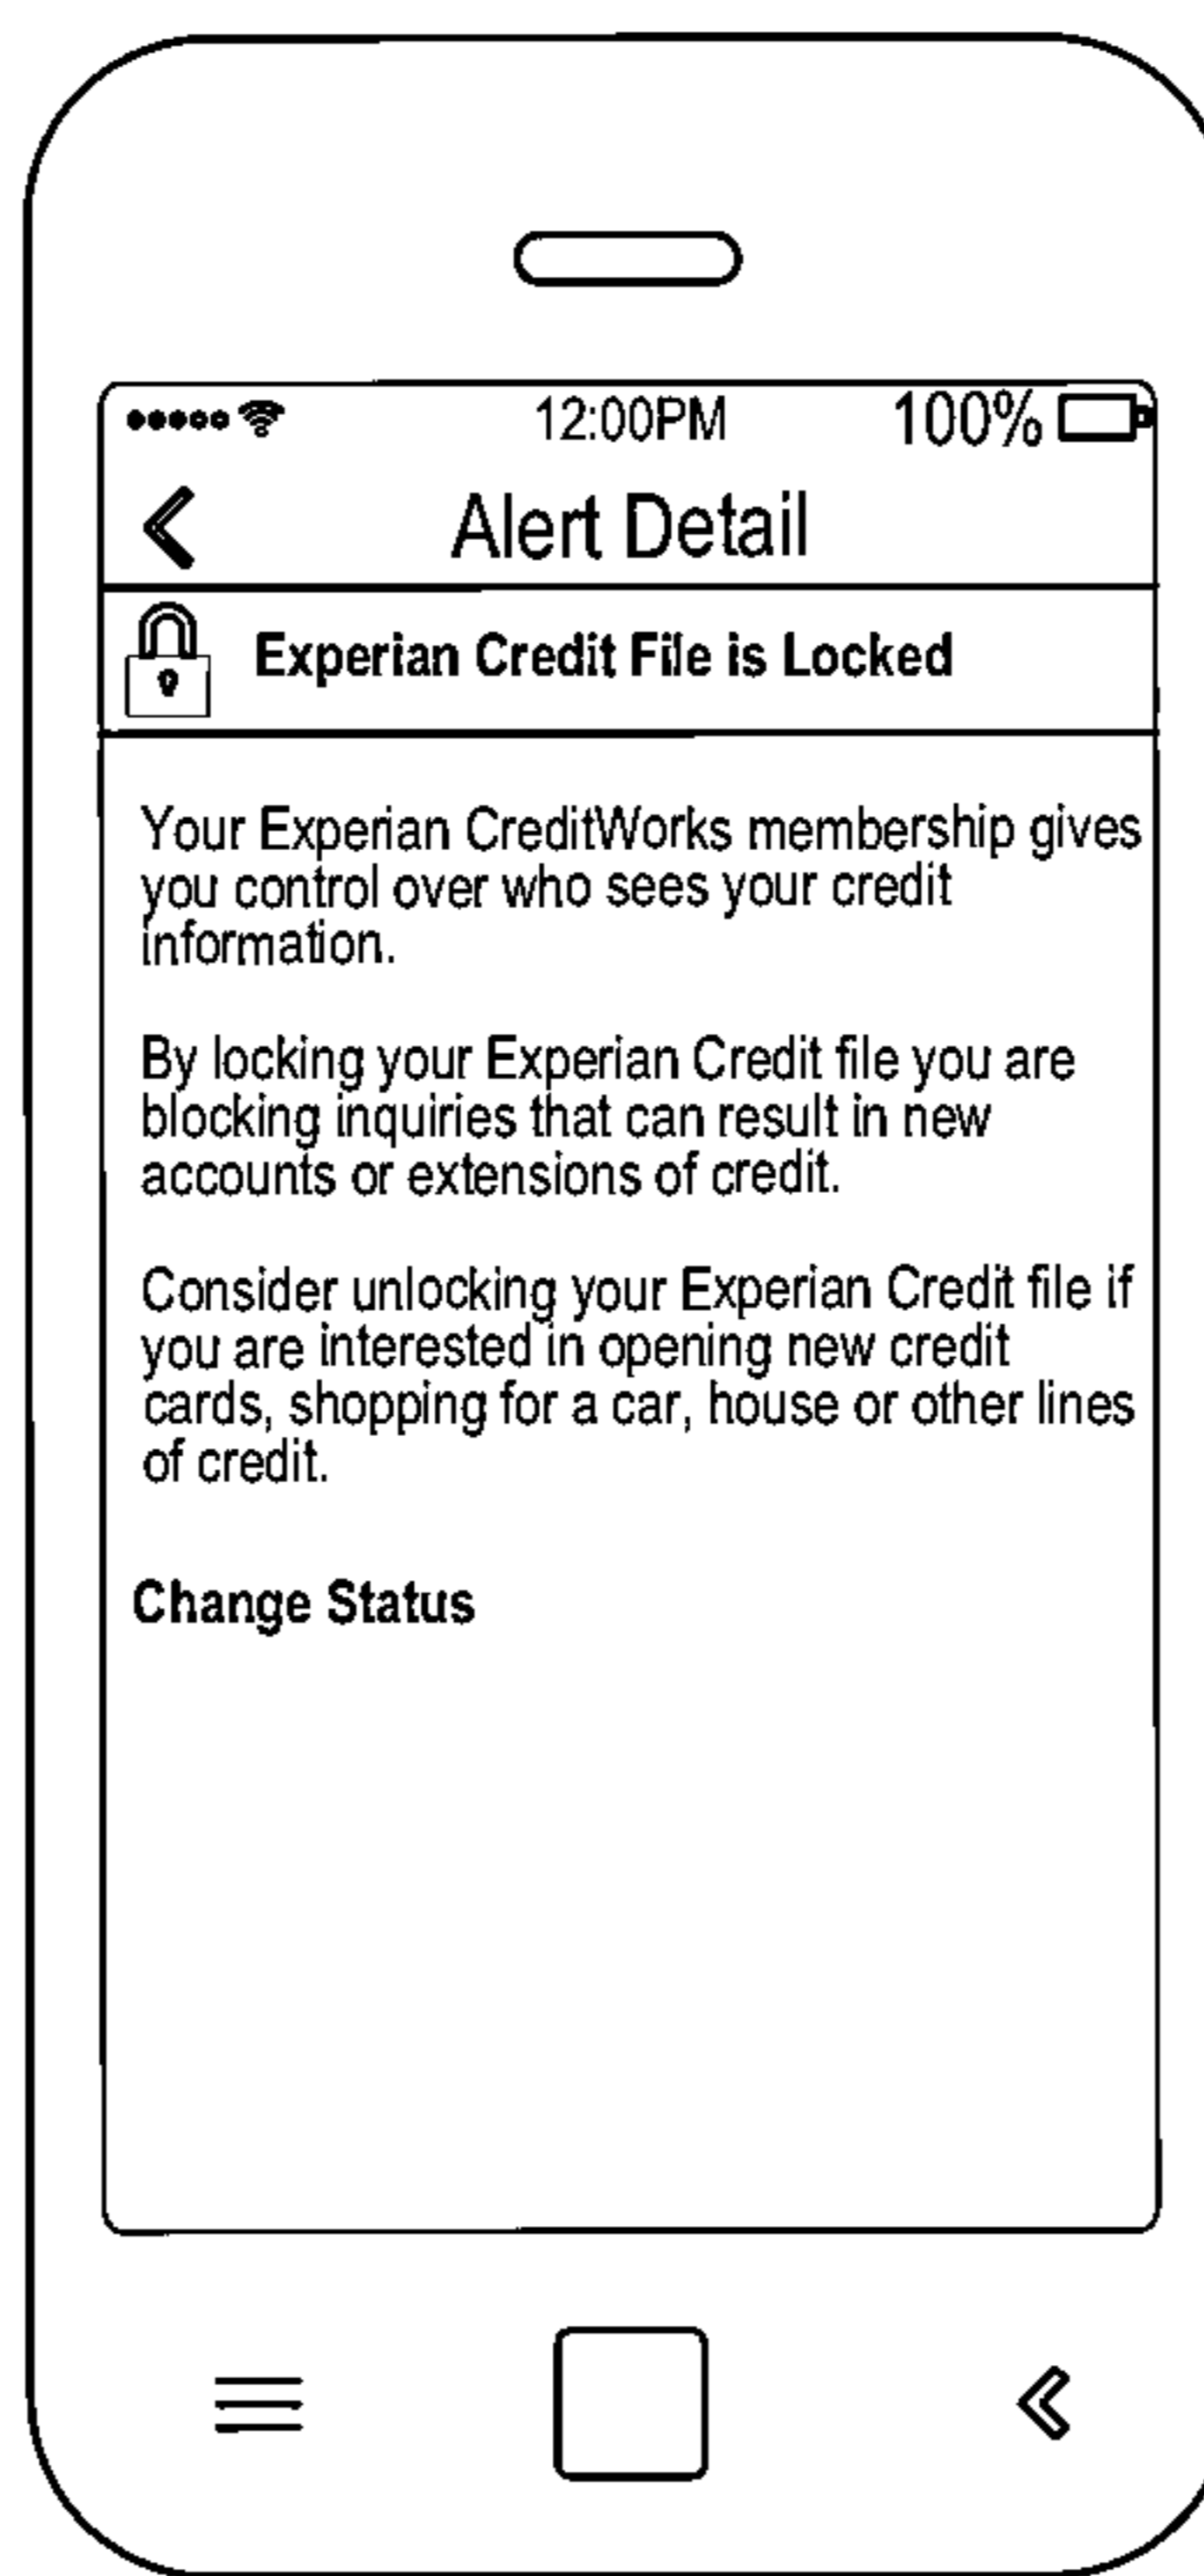 12:00PM 100%
Alert Detail
Experian Credit File is Locked
Your Experian CreditWorks membership gives
you control over who sees your credit
information.
By locking your Experian Credit file you are
blocking inquiries that can result in new
accounts or extensions of credit.
Consider unlocking your Experian Credit file if
you are interested in opening new credit
cards, shopping for a car, house or other lines
of credit.
Change Status